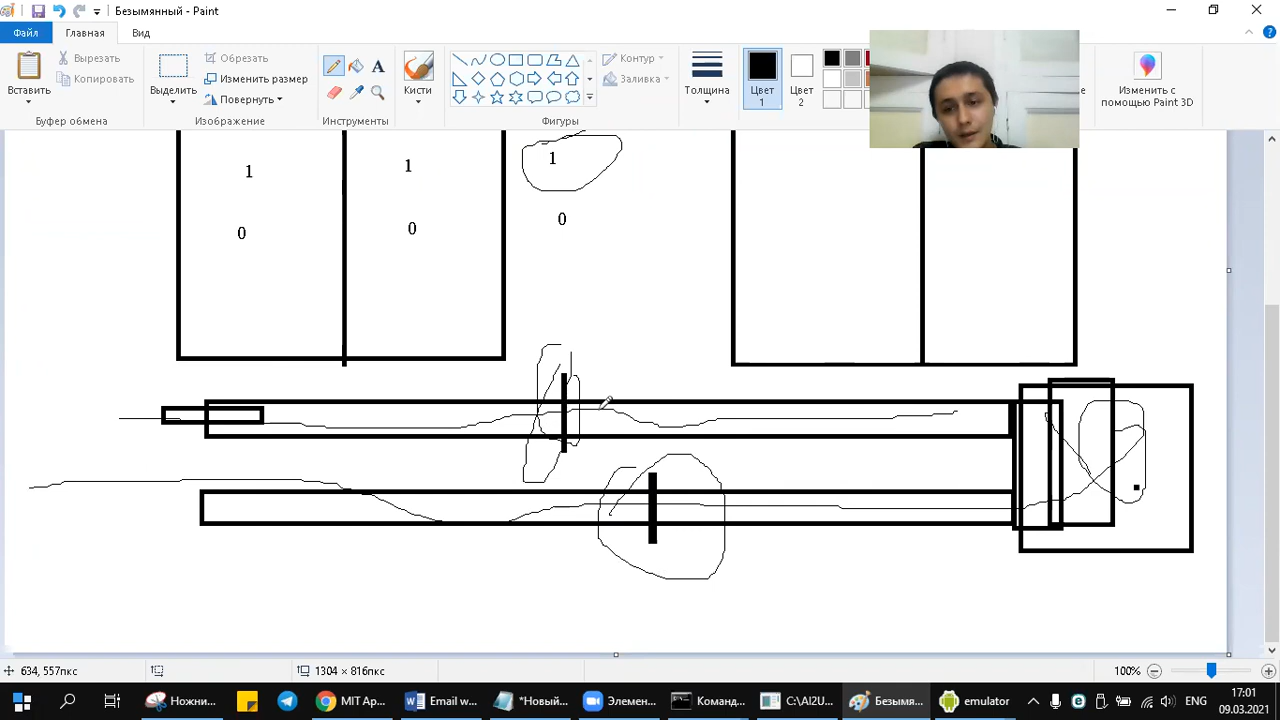 Безымянный - Paint
Файл
Главная
Вид
Вставить
Вырезать
Копировать
Буфер обмена
Выделить
Обрезать
Изменить размер
Повернуть
Изображение
Инструменты
Кисти
Контур
Заливка
Фигуры
Толщина
Цвет 1
Цвет 2
Изменить с помощью Paint 3D
1
1
1
0
0
0
634, 557пкс
1304 × 816пкс
100%
Ножни...
MIT Ap...
Email w...
*Новый...
Элемен...
Команд...
C:\AI2U...
Безымя...
emulator
ENG
17:01
09.03.2021